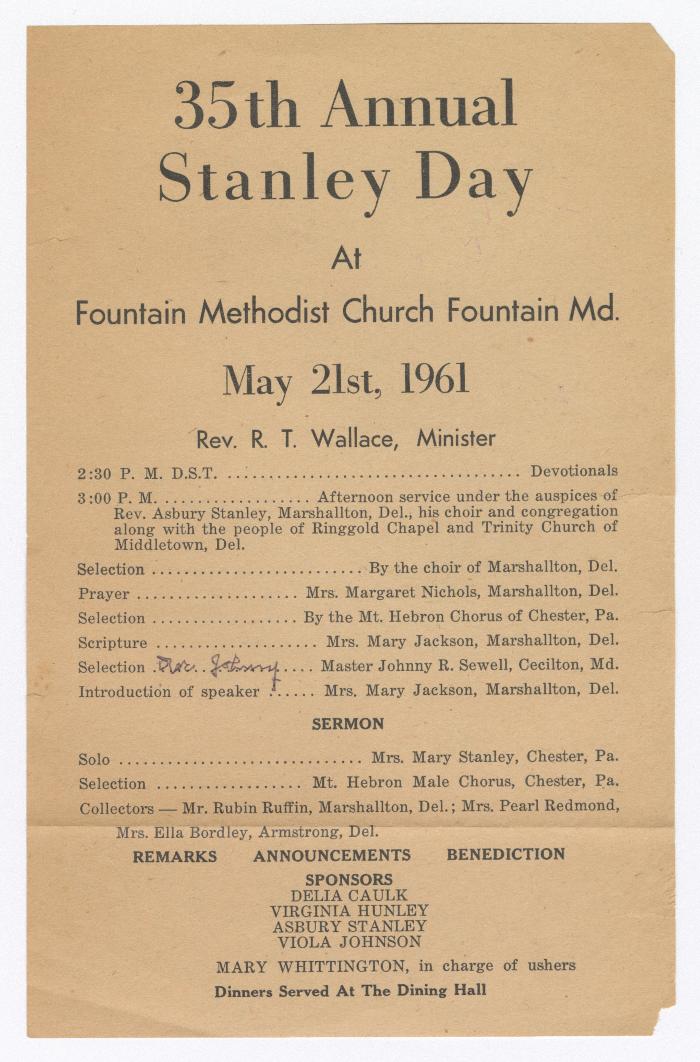 35th Annual
Stanley Day
At
Fountain Methodist Church Fountain Md.
May 21st, 1961
Rev. R. T. Wallace, Minister
2:30 P. M. D.S.T. ..................................... Devotionals
3:00 P. M. ................... Afternoon service under the auspices of
Rev. Asbury Stanley, Marshallton, Del., his choir and congregation
along with the people of Ringgold Chapel and Trinity Church of
Middletown, Del.
Selection ........................... By the choir of Marshallton, Del.
Prayer .................... Mrs. Margaret Nichols, Marshallton, Del.
Selection .................. By the Mt. Hebron Chorus of Chester, Pa.
Scripture .................... Mrs. Mary Jackson, Marshallton, Del.
Selection .... Master Johnny R. Sewell, Cecilton, Md.
Introduction of speaker ...... Mrs. Mary Jackson, Marshallton, Del.
SERMON
Solo .............................. Mrs. Mary Stanley, Chester, Pa.
Selection .................. Mt. Hebron Male Chorus, Chester, Pa.
Collectors — Mr. Rubin Ruffin, Marshallton, Del.; Mrs. Pearl Redmond,
Mrs. Ella Bordley, Armstrong, Del.
REMARKS ANNOUNCEMENTS BENEDICTION
SPONSORS
DELIA CAULK
VIRGINIA HUNLEY
ASBURY STANLEY
VIOLA JOHNSON
MARY WHITTINGTON, in charge of ushers
Dinners Served At The Dining Hall